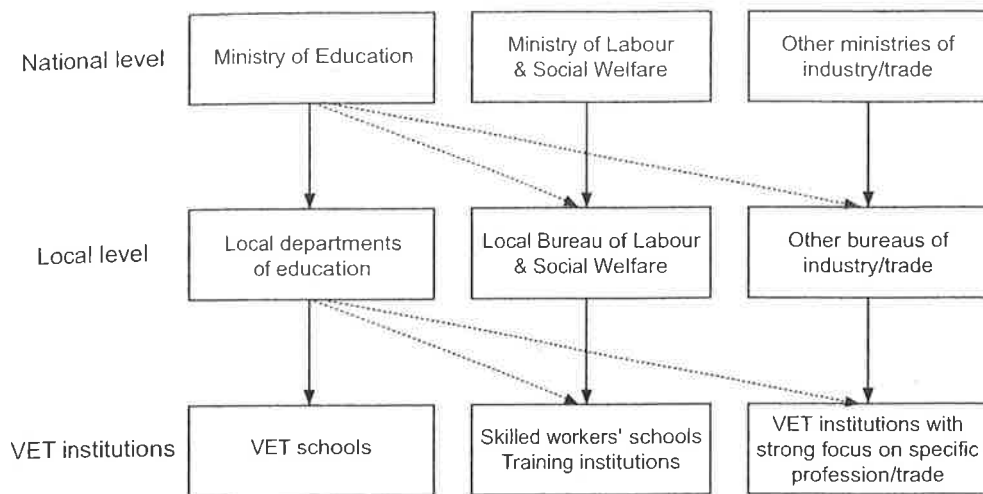 National level
Ministry of Education
Ministry of Labour
& Social Welfare
Other ministries of
industry/trade
Local level
Local departments
of education
Local Bureau of Labour
& Social Welfare
Other bureaus of
industry/trade
VET institutions
VET schools
Skilled workers' schools
Training institutions
VET institutions with
strong focus on specific
profession/trade